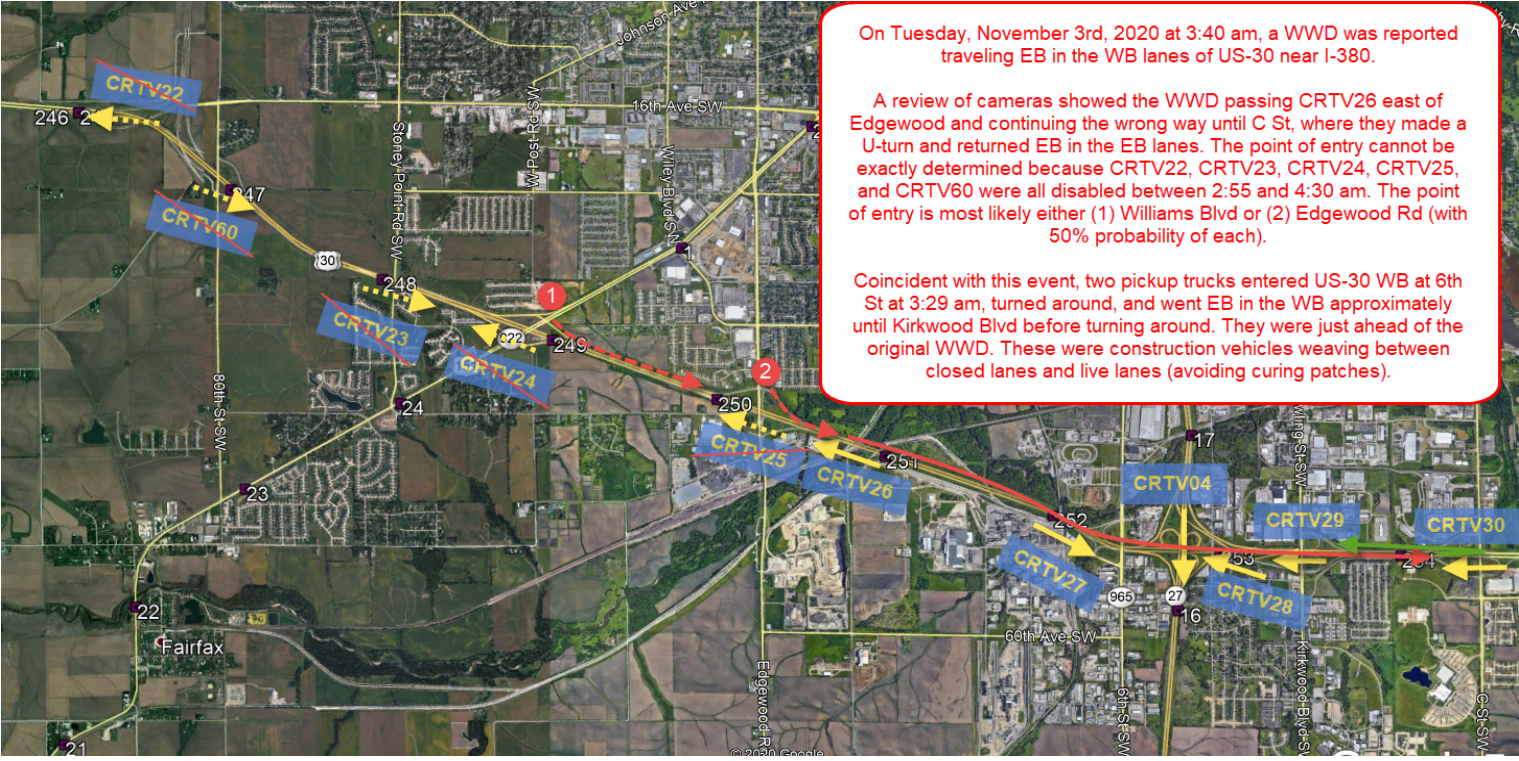 On Tuesday, November 3rd, 2020 at 3:40 am, a WWD was reported
traveling EB in the WB lanes of US-30 near I-380.
A review of cameras showed the WWD passing CRTV26 east of
Edgewood and continuing the wrong way until C St, where they made a
U-turn and returned EB in the EB lanes. The point of entry cannot be
exactly determined because CRTV22, CRTV23, CRTV24, CRTV25,
and CRTV60 were all disabled between 2:55 and 4:30 am. The point
of entry is most likely either (1) Williams Blvd or (2) Edgewood Rd (with
50% probability of each).
Coincident with this event, two pickup trucks entered US-30 WB at 6th
St at 3:29 am, turned around, and went EB in the WB approximately
until Kirkwood Blvd before turning around. They were just ahead of the
original WWD. These were construction vehicles weaving between
closed lanes and live lanes (avoiding curing patches).
Johnson Ave
CRTV22
246
16th Ave SW
Stoney Point Rd SW
W Post Rd SW
Wiley Blvd S
247
CRTV60
30
248
1
1
CRTV23
922
249
CRTV24
2
80th St SW
24
250
CRTV25
251
CRTV26
17
wling St SW
23
CRTV04
252
CRTV29
CRTV30
CRTV27
53
CRTV28
965
27
16
22
Fairfax
60th Ave SW
Edgewood R
6th St SW
Kirkwood Blvd S
C St SW
21
© 2020 Google